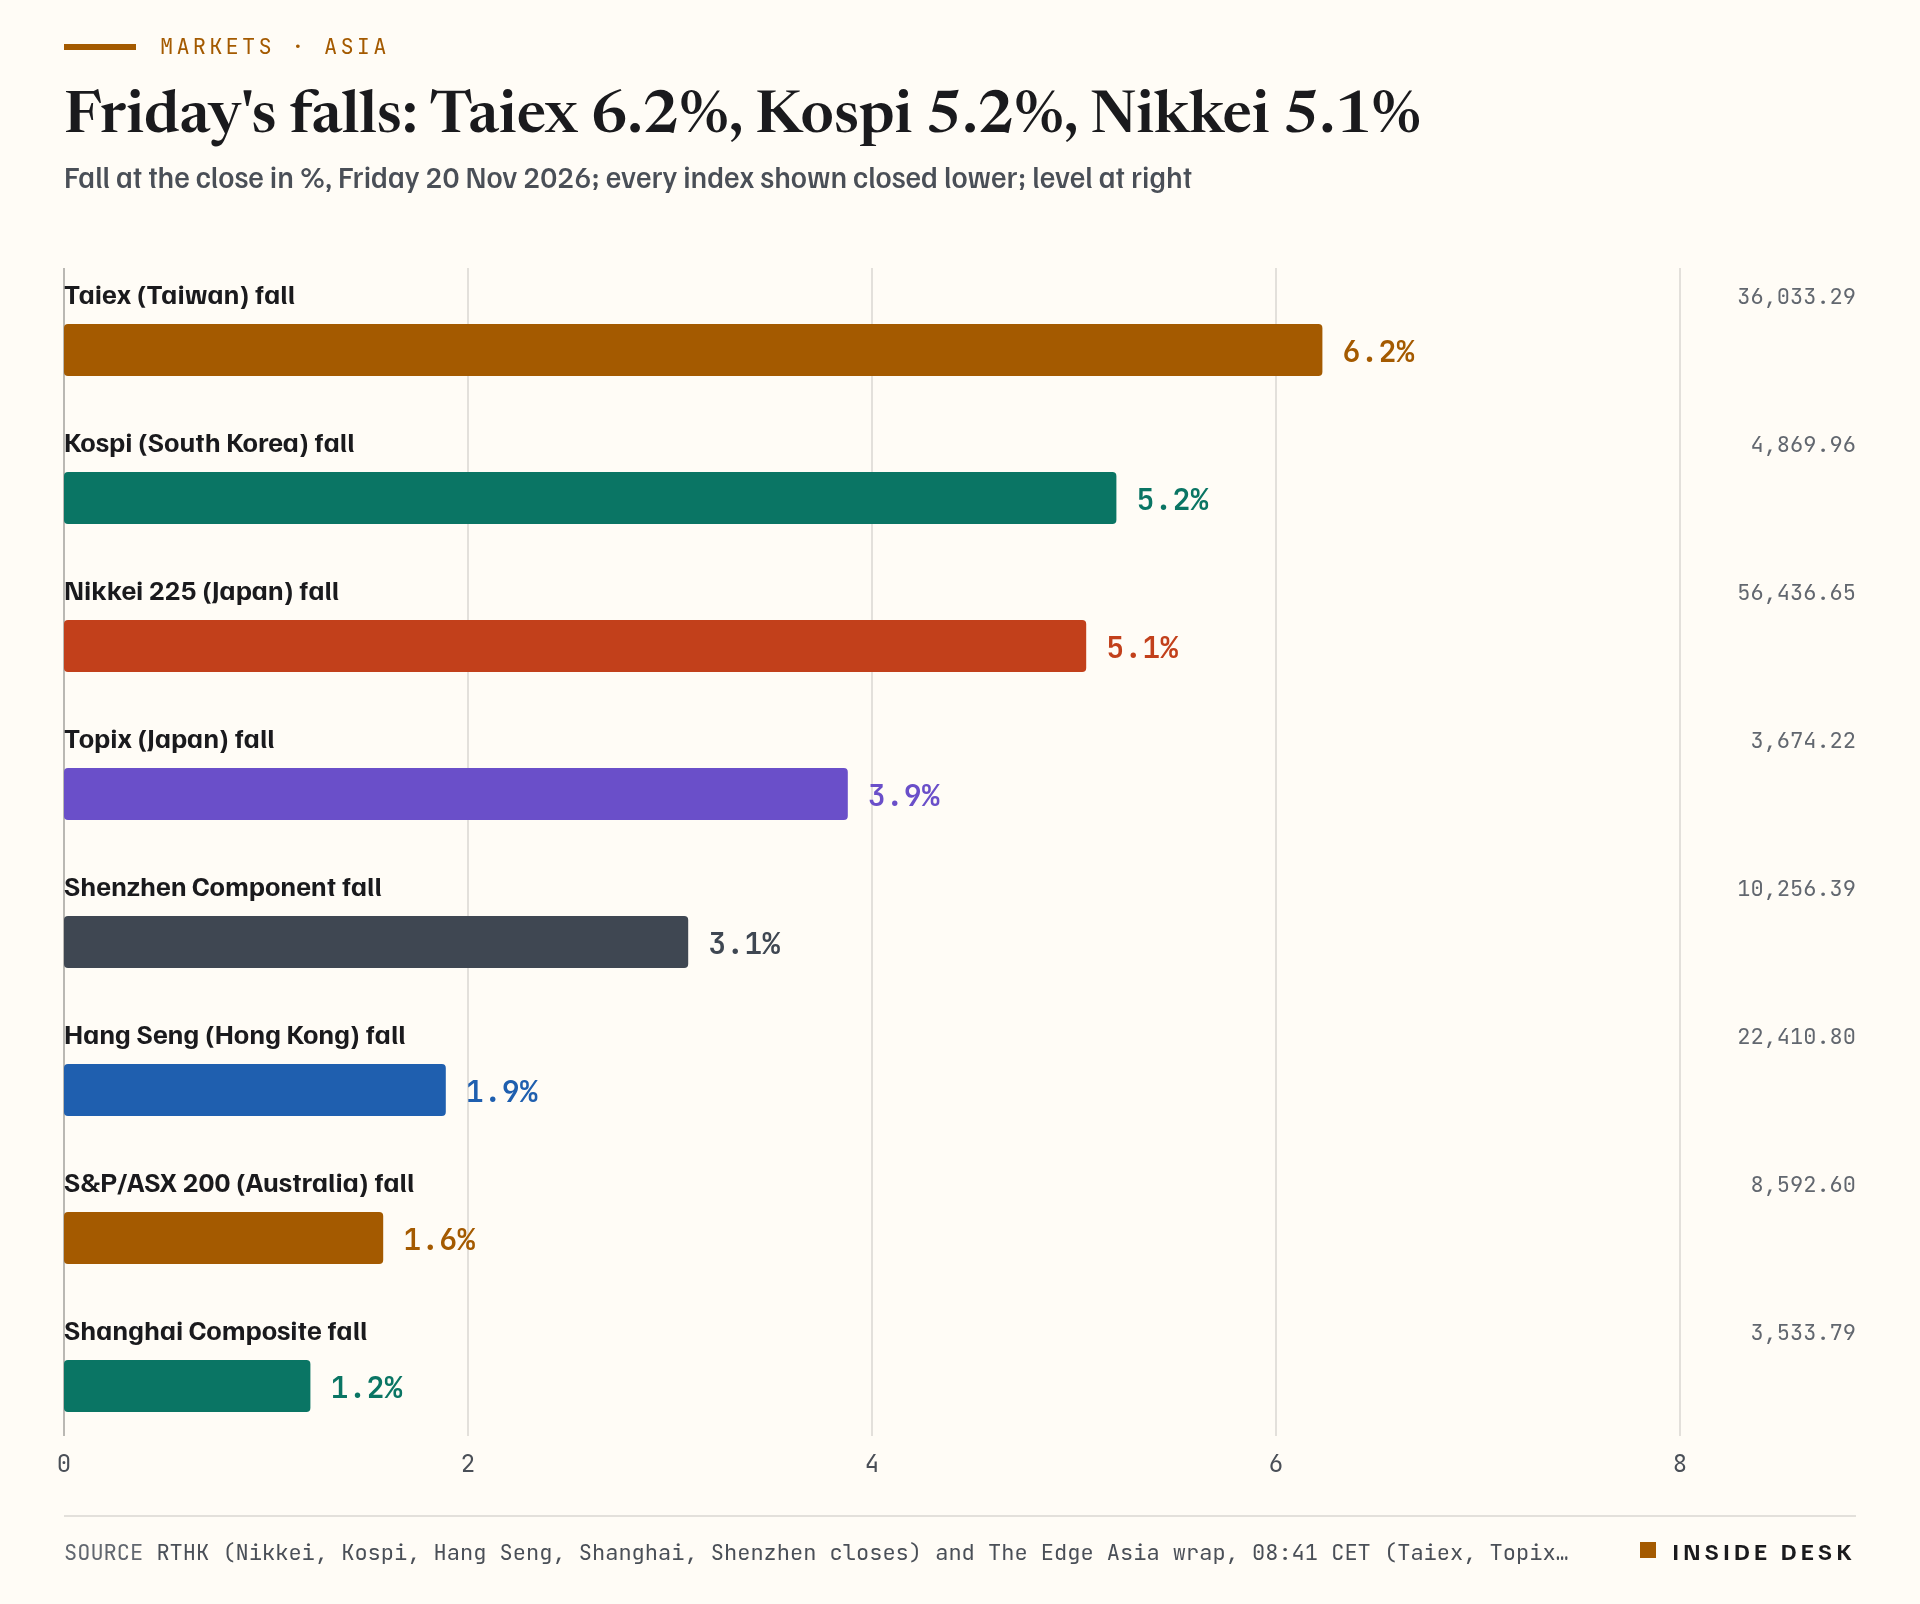 MARKETS · ASIA
Friday's falls: Taiex 6.2%, Kospi 5.2%, Nikkei 5.1%
Fall at the close in %, Friday 20 Nov 2026; every index shown closed lower; level at right
Taiex (Taiwan) fall 36,033.29
6.2%
Kospi (South Korea) fall 4,869.96
5.2%
Nikkei 225 (Japan) fall 56,436.65
5.1%
Topix (Japan) fall 3,674.22
3.9%
Shenzhen Component fall 10,256.39
3.1%
Hang Seng (Hong Kong) fall 22,410.80
1.9%
S&P/ASX 200 (Australia) fall 8,592.60
1.6%
Shanghai Composite fall 3,533.79
1.2%
0 2 4 6 8
SOURCE RTHK (Nikkei, Kospi, Hang Seng, Shanghai, Shenzhen closes) and The Edge Asia wrap, 08:41 CET (Taiex, Topix… INSIDE DESK